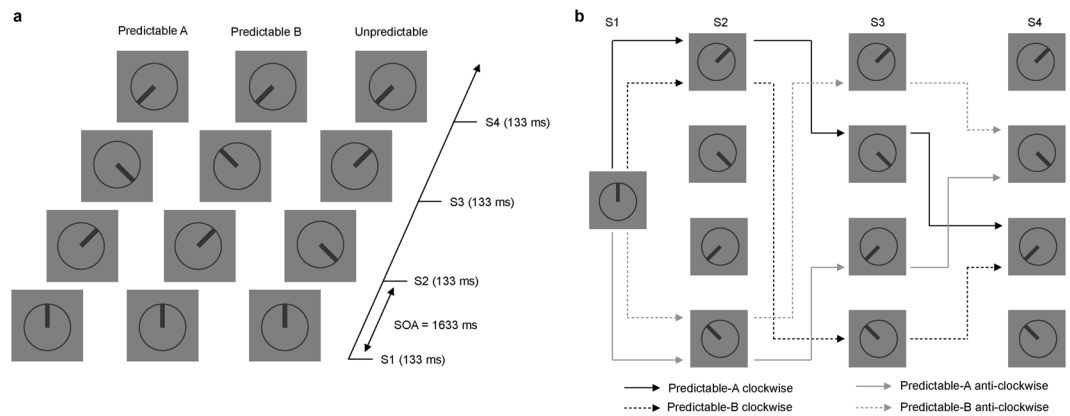 a
Predictable A
Predictable B
Unpredictable
S4 (133 ms)
S3 (133 ms)
S2 (133 ms)
SOA = 1633 ms
S1 (133 ms)
b
S1
S2
S3
S4
Predictable-A clockwise
Predictable-A anti-clockwise
Predictable-B clockwise
Predictable-B anti-clockwise